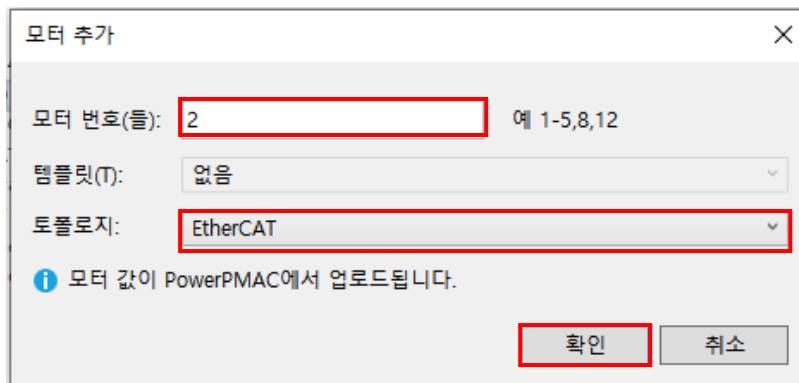 모터 추가
모터 번호(들): 2 예 1-5,8,12
템플릿(T): 없음
토폴로지: EtherCAT
모터 값이 PowerPMAC에서 업로드됩니다.
확인 취소